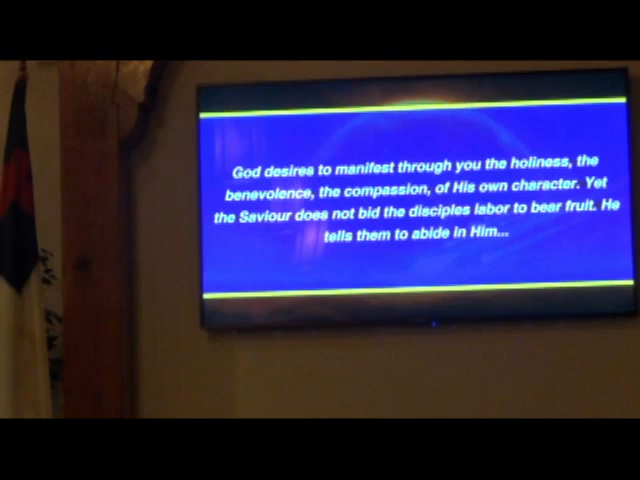 God desires to manifest through you the holiness, the
benevolence, the compassion, of His own character. Yet
the Saviour does not bid the disciples labor to bear fruit. He
tells them to abide in Him...